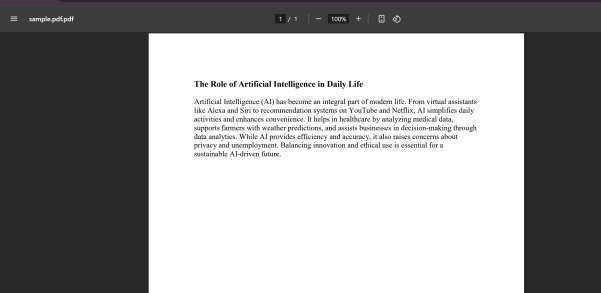 sample.pdf.pdf
1 / 1
100%
The Role of Artificial Intelligence in Daily Life
Artificial Intelligence (AI) has become an integral part of modern life. From virtual assistants
like Alexa and Siri to recommendation systems on YouTube and Netflix, AI simplifies daily
activities and enhances convenience. It helps in healthcare by analyzing medical data,
supports farmers with weather predictions, and assists businesses in decision-making through
data analytics. While AI provides efficiency and accuracy, it also raises concerns about
privacy and unemployment. Balancing innovation and ethical use is essential for a
sustainable AI-driven future.